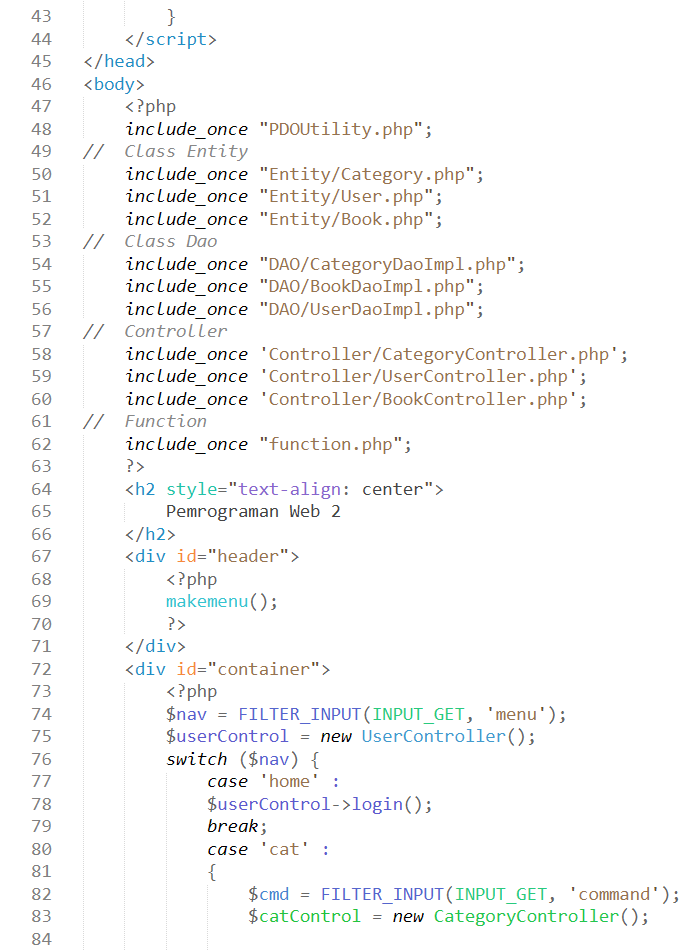 43 }
44 </script>
45 </head>
46 <body>
47 <?php
48 include_once "PDOUtility.php";
49 // Class Entity
50 include_once "Entity/Category.php";
51 include_once "Entity/User.php";
52 include_once "Entity/Book.php";
53 // Class Dao
54 include_once "DAO/CategoryDaoImpl.php";
55 include_once "DAO/BookDaoImpl.php";
56 include_once "DAO/UserDaoImpl.php";
57 // Controller
58 include_once 'Controller/CategoryController.php';
59 include_once 'Controller/UserController.php';
60 include_once 'Controller/BookController.php';
61 // Function
62 include_once "function.php";
63 ?>
64 <h2 style="text-align: center">
65 Pemrograman Web 2
66 </h2>
67 <div id="header">
68 <?php
69 makemenu();
70 ?>
71 </div>
72 <div id="container">
73 <?php
74 $nav = FILTER_INPUT(INPUT_GET, 'menu');
75 $userControl = new UserController();
76 switch ($nav) {
77 case 'home' :
78 $userControl->login();
79 break;
80 case 'cat' :
81 {
82 $cmd = FILTER_INPUT(INPUT_GET, 'command');
83 $catControl = new CategoryController();
84